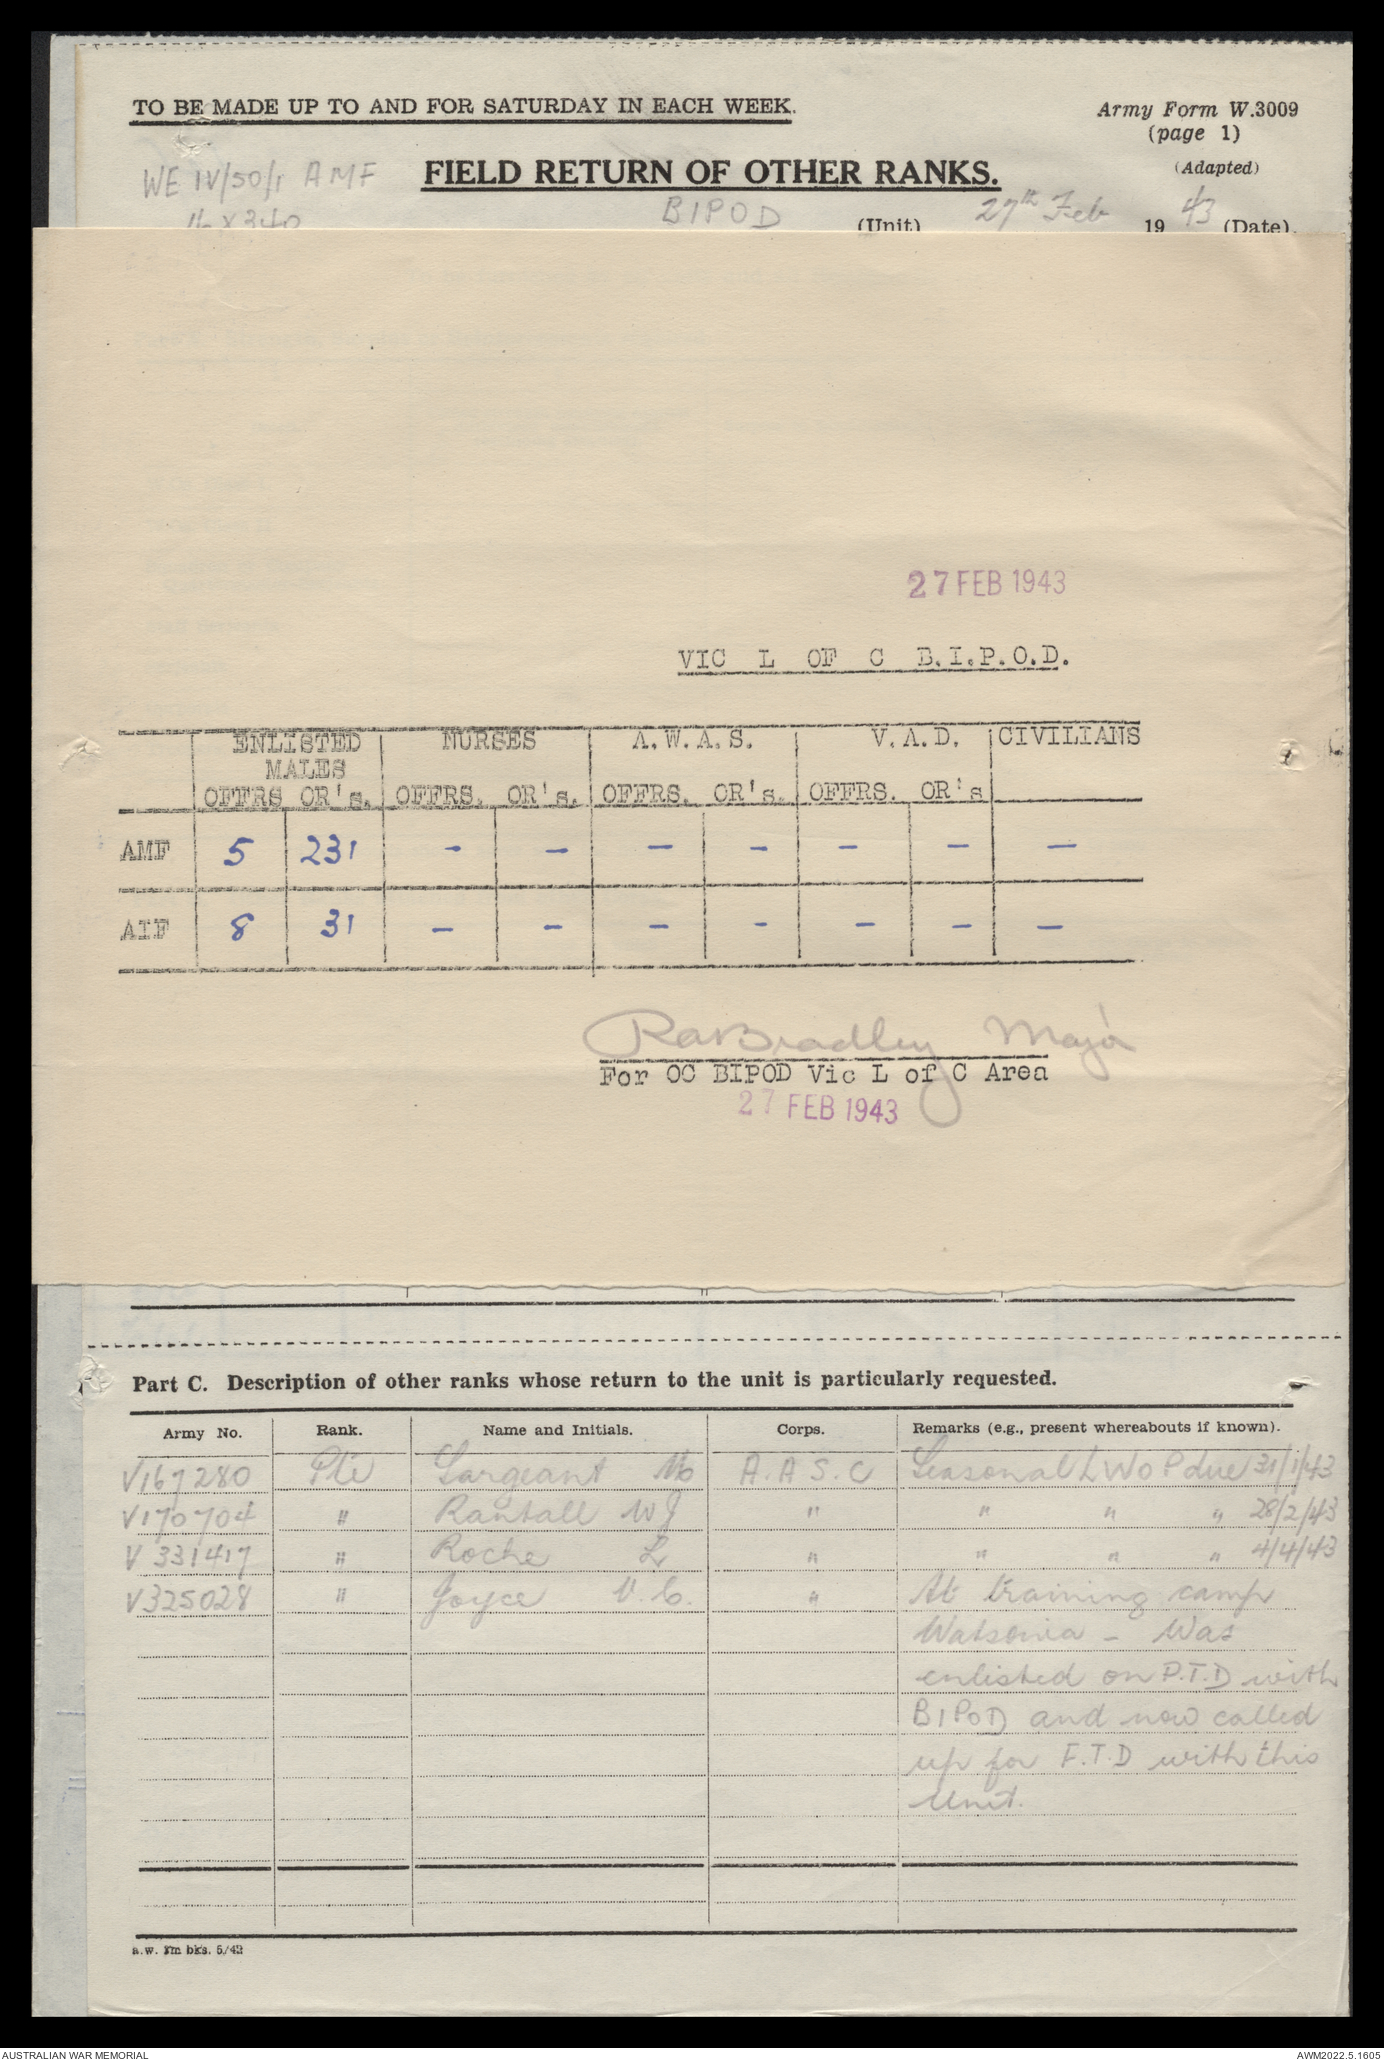 TO BE MADE UP TO AND FOR SATURDAY IN EACH WEEK.
Army Form W.3009
(page 1)
(Adapted)
WE IV/50/1 AMF
FIELD RETURN OF OTHER RANKS.
BIPOD (Unit) 27th Feb 1943 (Date).
27 FEB 1943
VIC L OF C B.I.P.O.D.
ENLISTED MALES NURSES A.W.A.S. V.A.D. CIVILIANS
OFFRS OR's. OFFRS. OR's. OFFRS. OR's. OFFRS. OR's
AMF 5 231 - - - - - - -
AIF 8 31 - - - - - - -
RaBradley Major
For OC BIPOD Vic L of C Area
27 FEB 1943
Part C. Description of other ranks whose return to the unit is particularly requested.
Army No. Rank. Name and Initials. Corps. Remarks (e.g., present whereabouts if known).
V167280 Pte Sargeant A.A.S.C Seasonal LWoP due 31/1/43
V170704 " Rantall WJ " " " " 28/2/43
V331417 " Roche L " " " " 4/4/43
V325028 " Joyce V.C. " At training camp
Watsonia - Was
enlisted on P.T.D with
BIPOD and now called
up for F.T.D with this
Unit.
a.w. fm bks. 5/42
AUSTRALIAN WAR MEMORIAL
AWM2022.5.1605